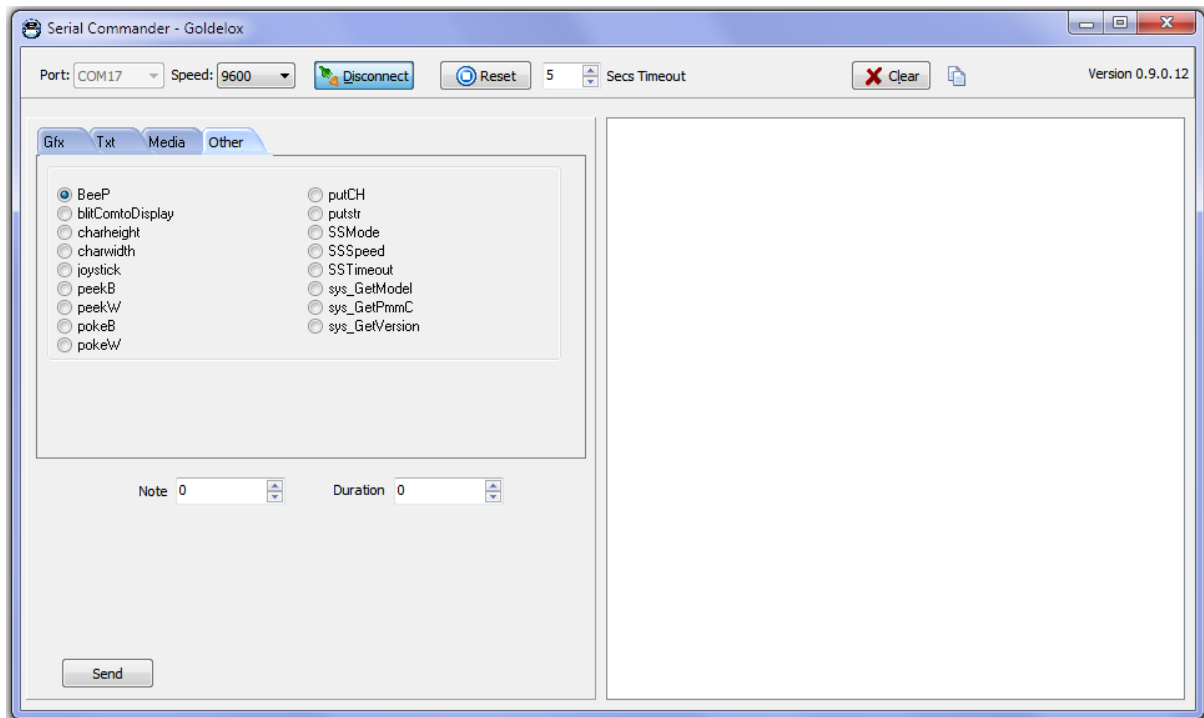 Serial Commander - Goldelox
Port: COM17 Speed: 9600 Disconnect Reset 5 Secs Timeout Clear Version 0.9.0.12
Gfx Txt Media Other
BeeP putCH
blitComtoDisplay putstr
charheight SSMode
charwidth SSSpeed
joystick SSTimeout
peekB sys_GetModel
peekW sys_GetPmmC
pokeB sys_GetVersion
pokeW
Note 0 Duration 0
Send